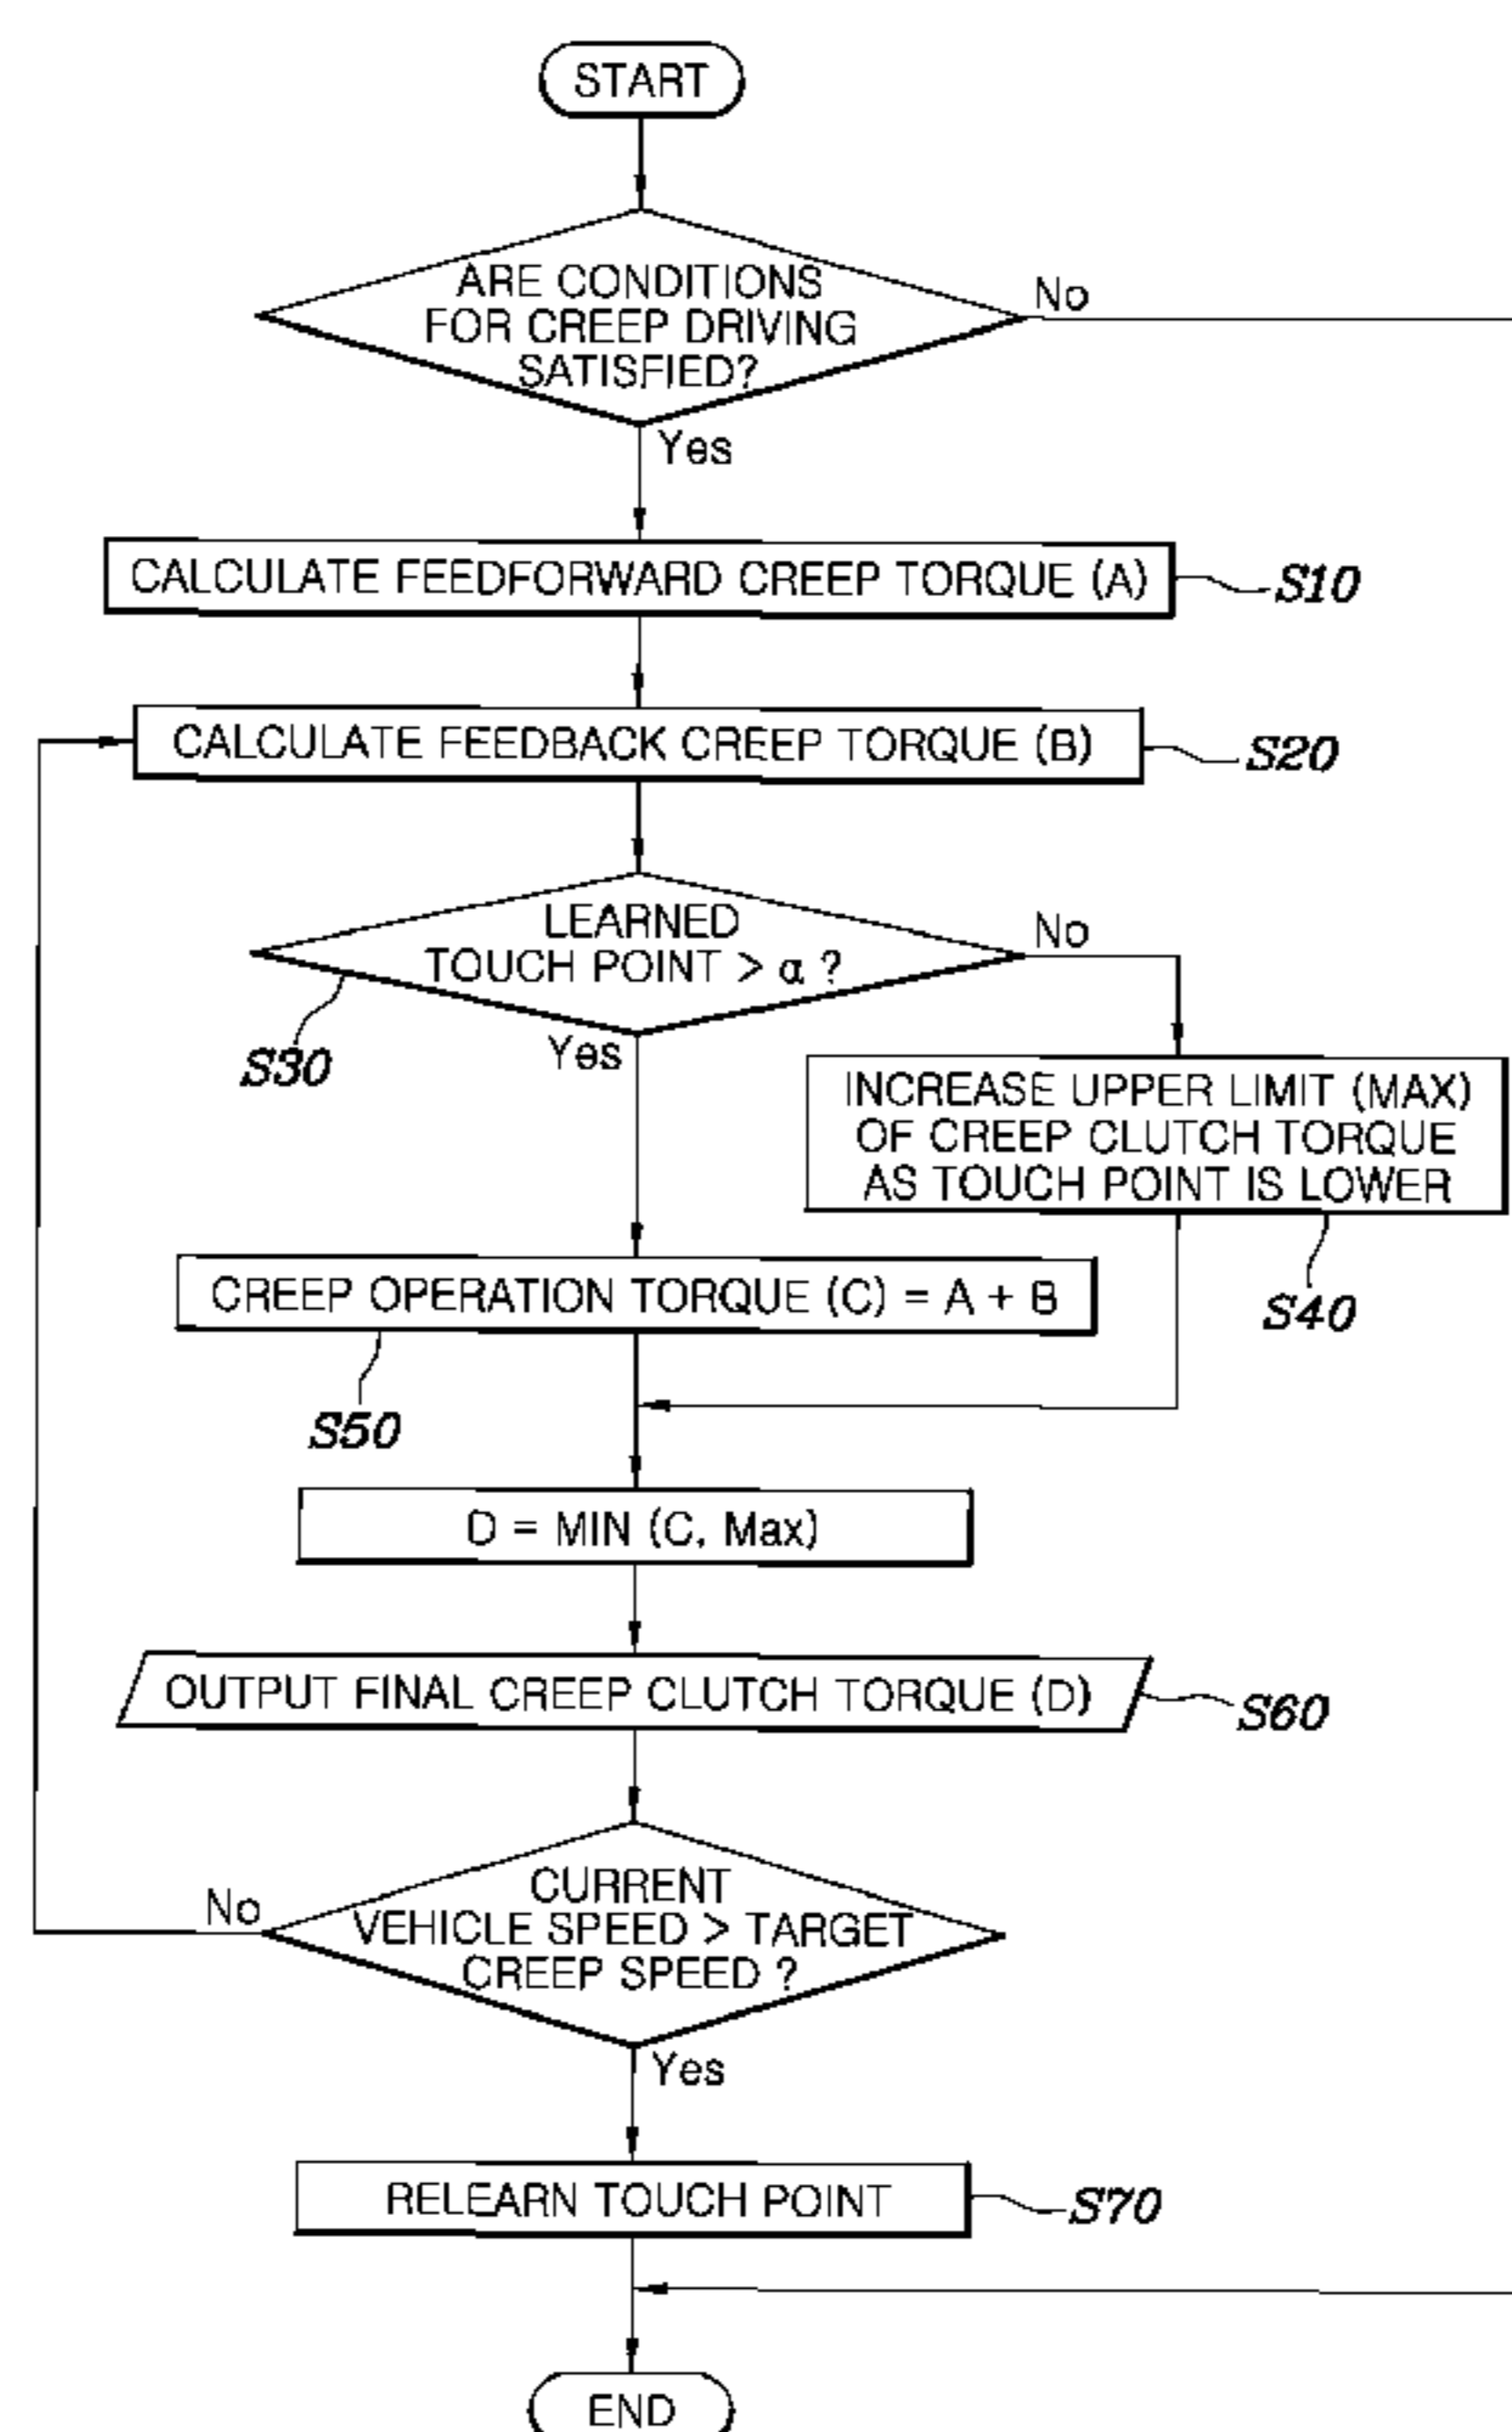 START
ARE CONDITIONS
FOR CREEP DRIVING
SATISFIED?
No
Yes
CALCULATE FEEDFORWARD CREEP TORQUE (A)
S10
CALCULATE FEEDBACK CREEP TORQUE (B)
S20
LEARNED
TOUCH POINT > α ?
No
Yes
S30
INCREASE UPPER LIMIT (MAX)
OF CREEP CLUTCH TORQUE
AS TOUCH POINT IS LOWER
S40
CREEP OPERATION TORQUE (C) = A + B
S50
D = MIN (C, Max)
OUTPUT FINAL CREEP CLUTCH TORQUE (D)
S60
CURRENT
VEHICLE SPEED > TARGET
CREEP SPEED ?
No
Yes
RELEARN TOUCH POINT
S70
END